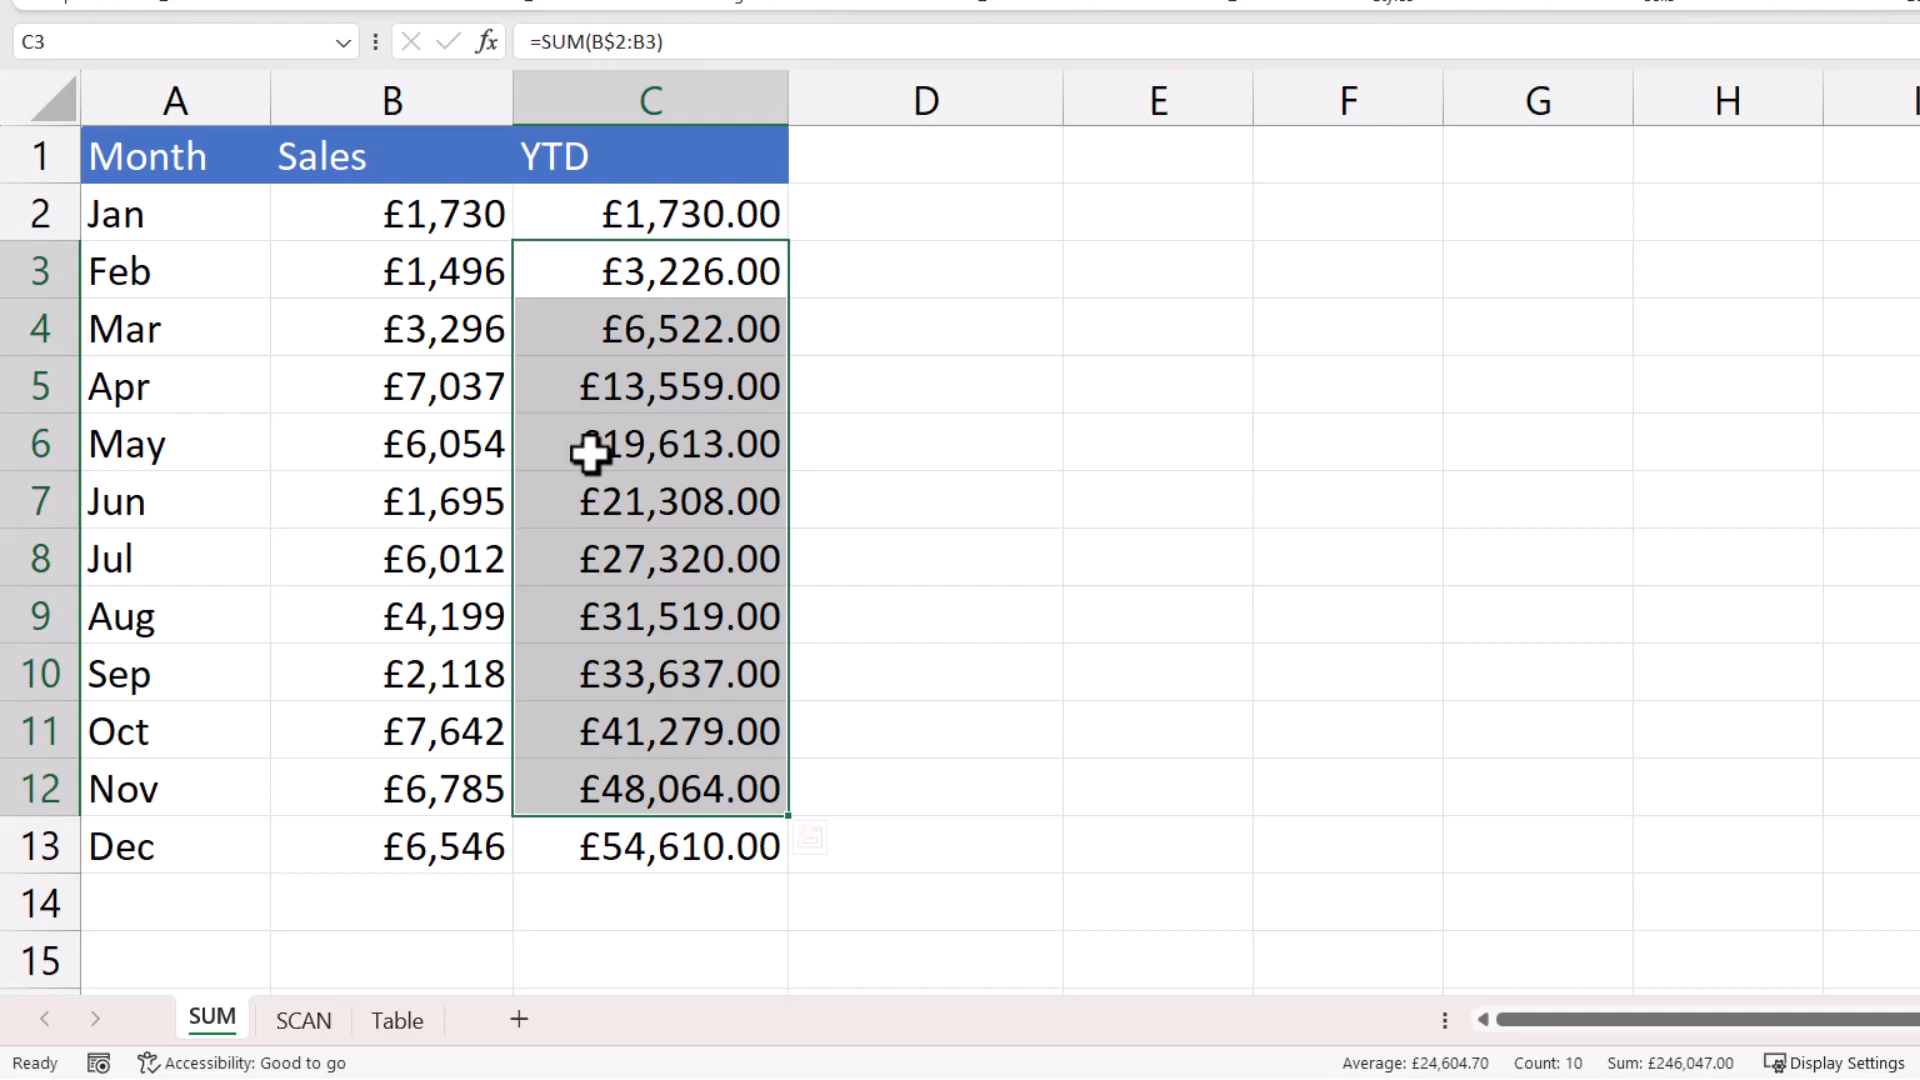 C3 fx =SUM(B$2:B3)
A B C D E F G H
1 Month Sales YTD
2 Jan £1,730 £1,730.00
3 Feb £1,496 £3,226.00
4 Mar £3,296 £6,522.00
5 Apr £7,037 £13,559.00
6 May £6,054 19,613.00
7 Jun £1,695 £21,308.00
8 Jul £6,012 £27,320.00
9 Aug £4,199 £31,519.00
10 Sep £2,118 £33,637.00
11 Oct £7,642 £41,279.00
12 Nov £6,785 £48,064.00
13 Dec £6,546 £54,610.00
14
15
SUM SCAN Table +
Ready Accessibility: Good to go Average: £24,604.70 Count: 10 Sum: £246,047.00 Display Settings